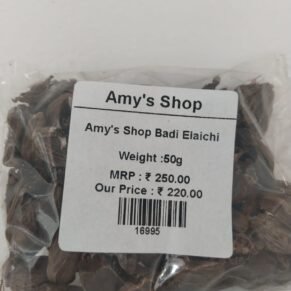 Amy's Shop
Amy's Shop Badi Elaichi
Weight :50g
MRP : ₹ 250.00
Our Price : ₹ 220.00
16995